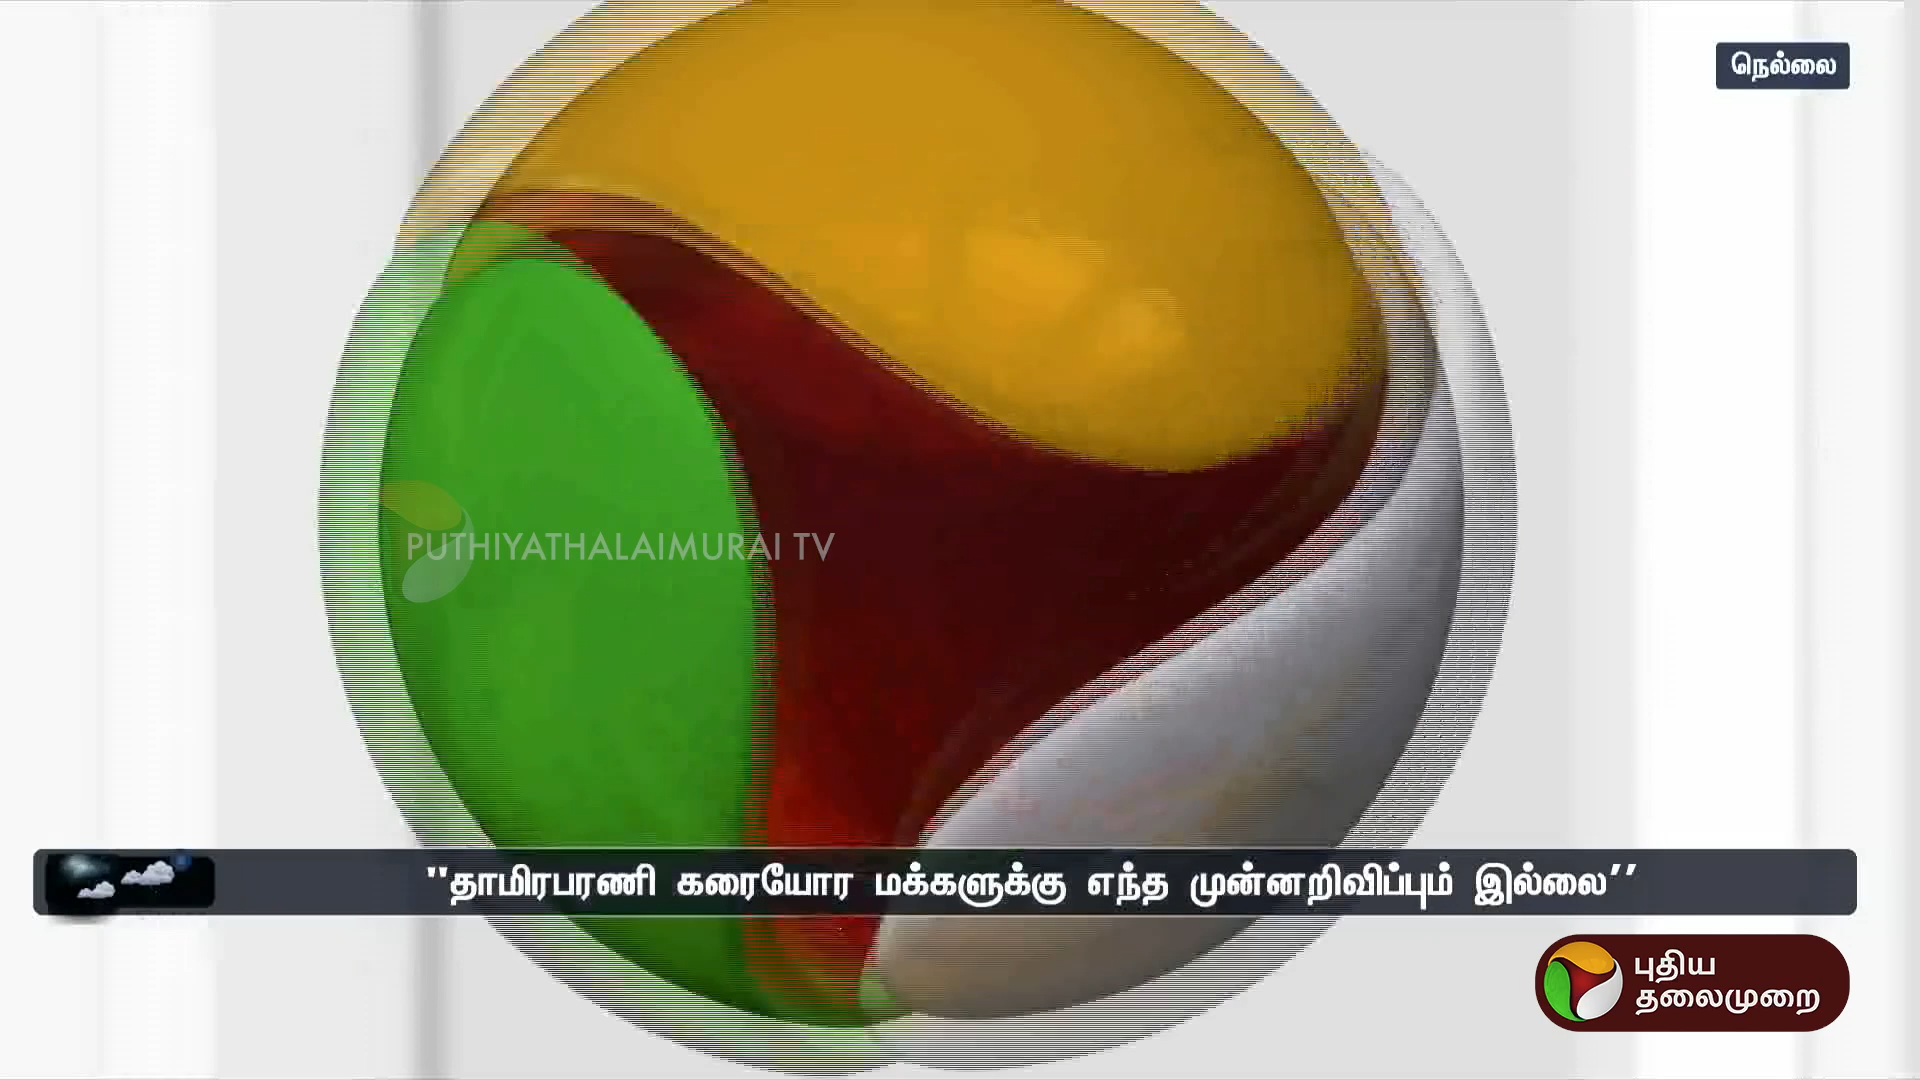 நெல்லை
PUTHIYATHALAIMURAI TV
"தாமிரபரணி கரையோர மக்களுக்கு எந்த முன்னறிவிப்பும் இல்லை’’
புதிய
தலைமுறை